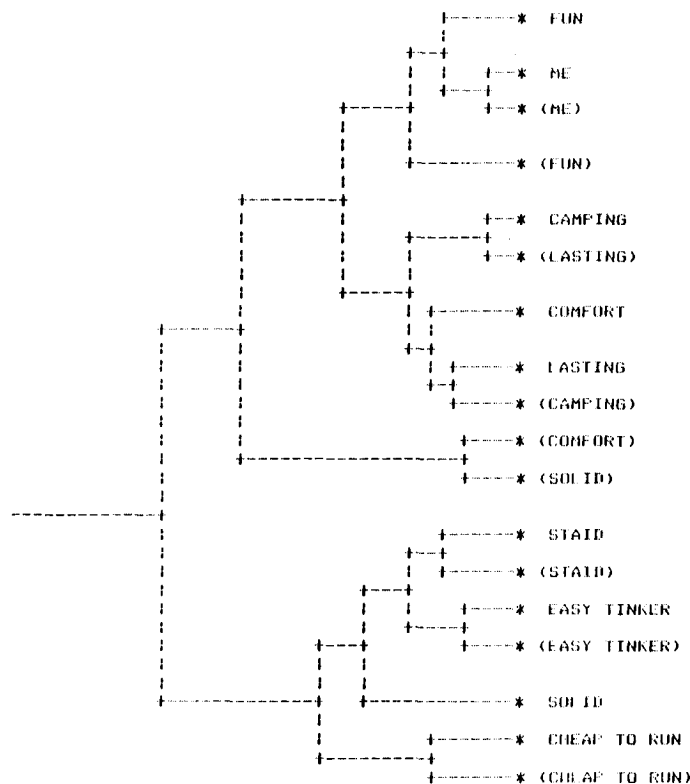 * FUN
* ME
* (ME)
* (FUN)
* CAMPING
* (LASTING)
* COMFORT
* LASTING
* (CAMPING)
* (COMFORT)
* (SOLID)
* STAID
* (STAID)
* EASY TINKER
* (EASY TINKER)
* SOLID
* CHEAP TO RUN
* (CHEAP TO RUN)